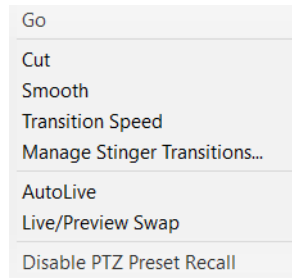 Go
Cut
Smooth
Transition Speed
Manage Stinger Transitions...
AutoLive
Live/Preview Swap
Disable PTZ Preset Recall